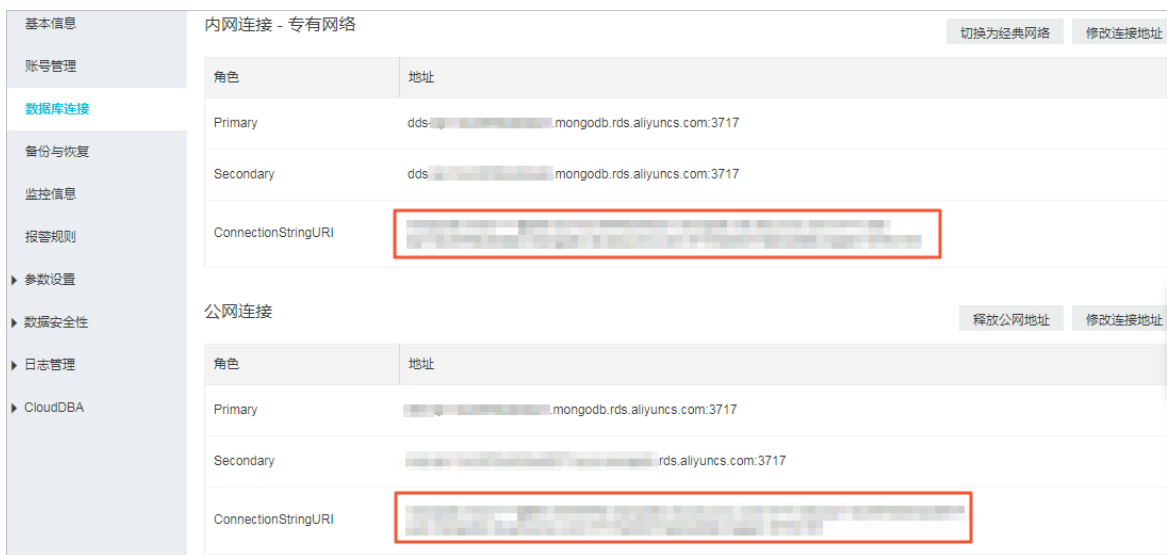 基本信息
账号管理
数据库连接
备份与恢复
监控信息
报警规则
参数设置
数据安全性
日志管理
CloudDBA
内网连接 - 专有网络
切换为经典网络 修改连接地址
角色 地址
Primary dds- .mongodb.rds.aliyuncs.com:3717
Secondary dds .mongodb.rds.aliyuncs.com:3717
ConnectionStringURI
公网连接
释放公网地址 修改连接地址
角色 地址
Primary .mongodb.rds.aliyuncs.com:3717
Secondary rds.aliyuncs.com:3717
ConnectionStringURI